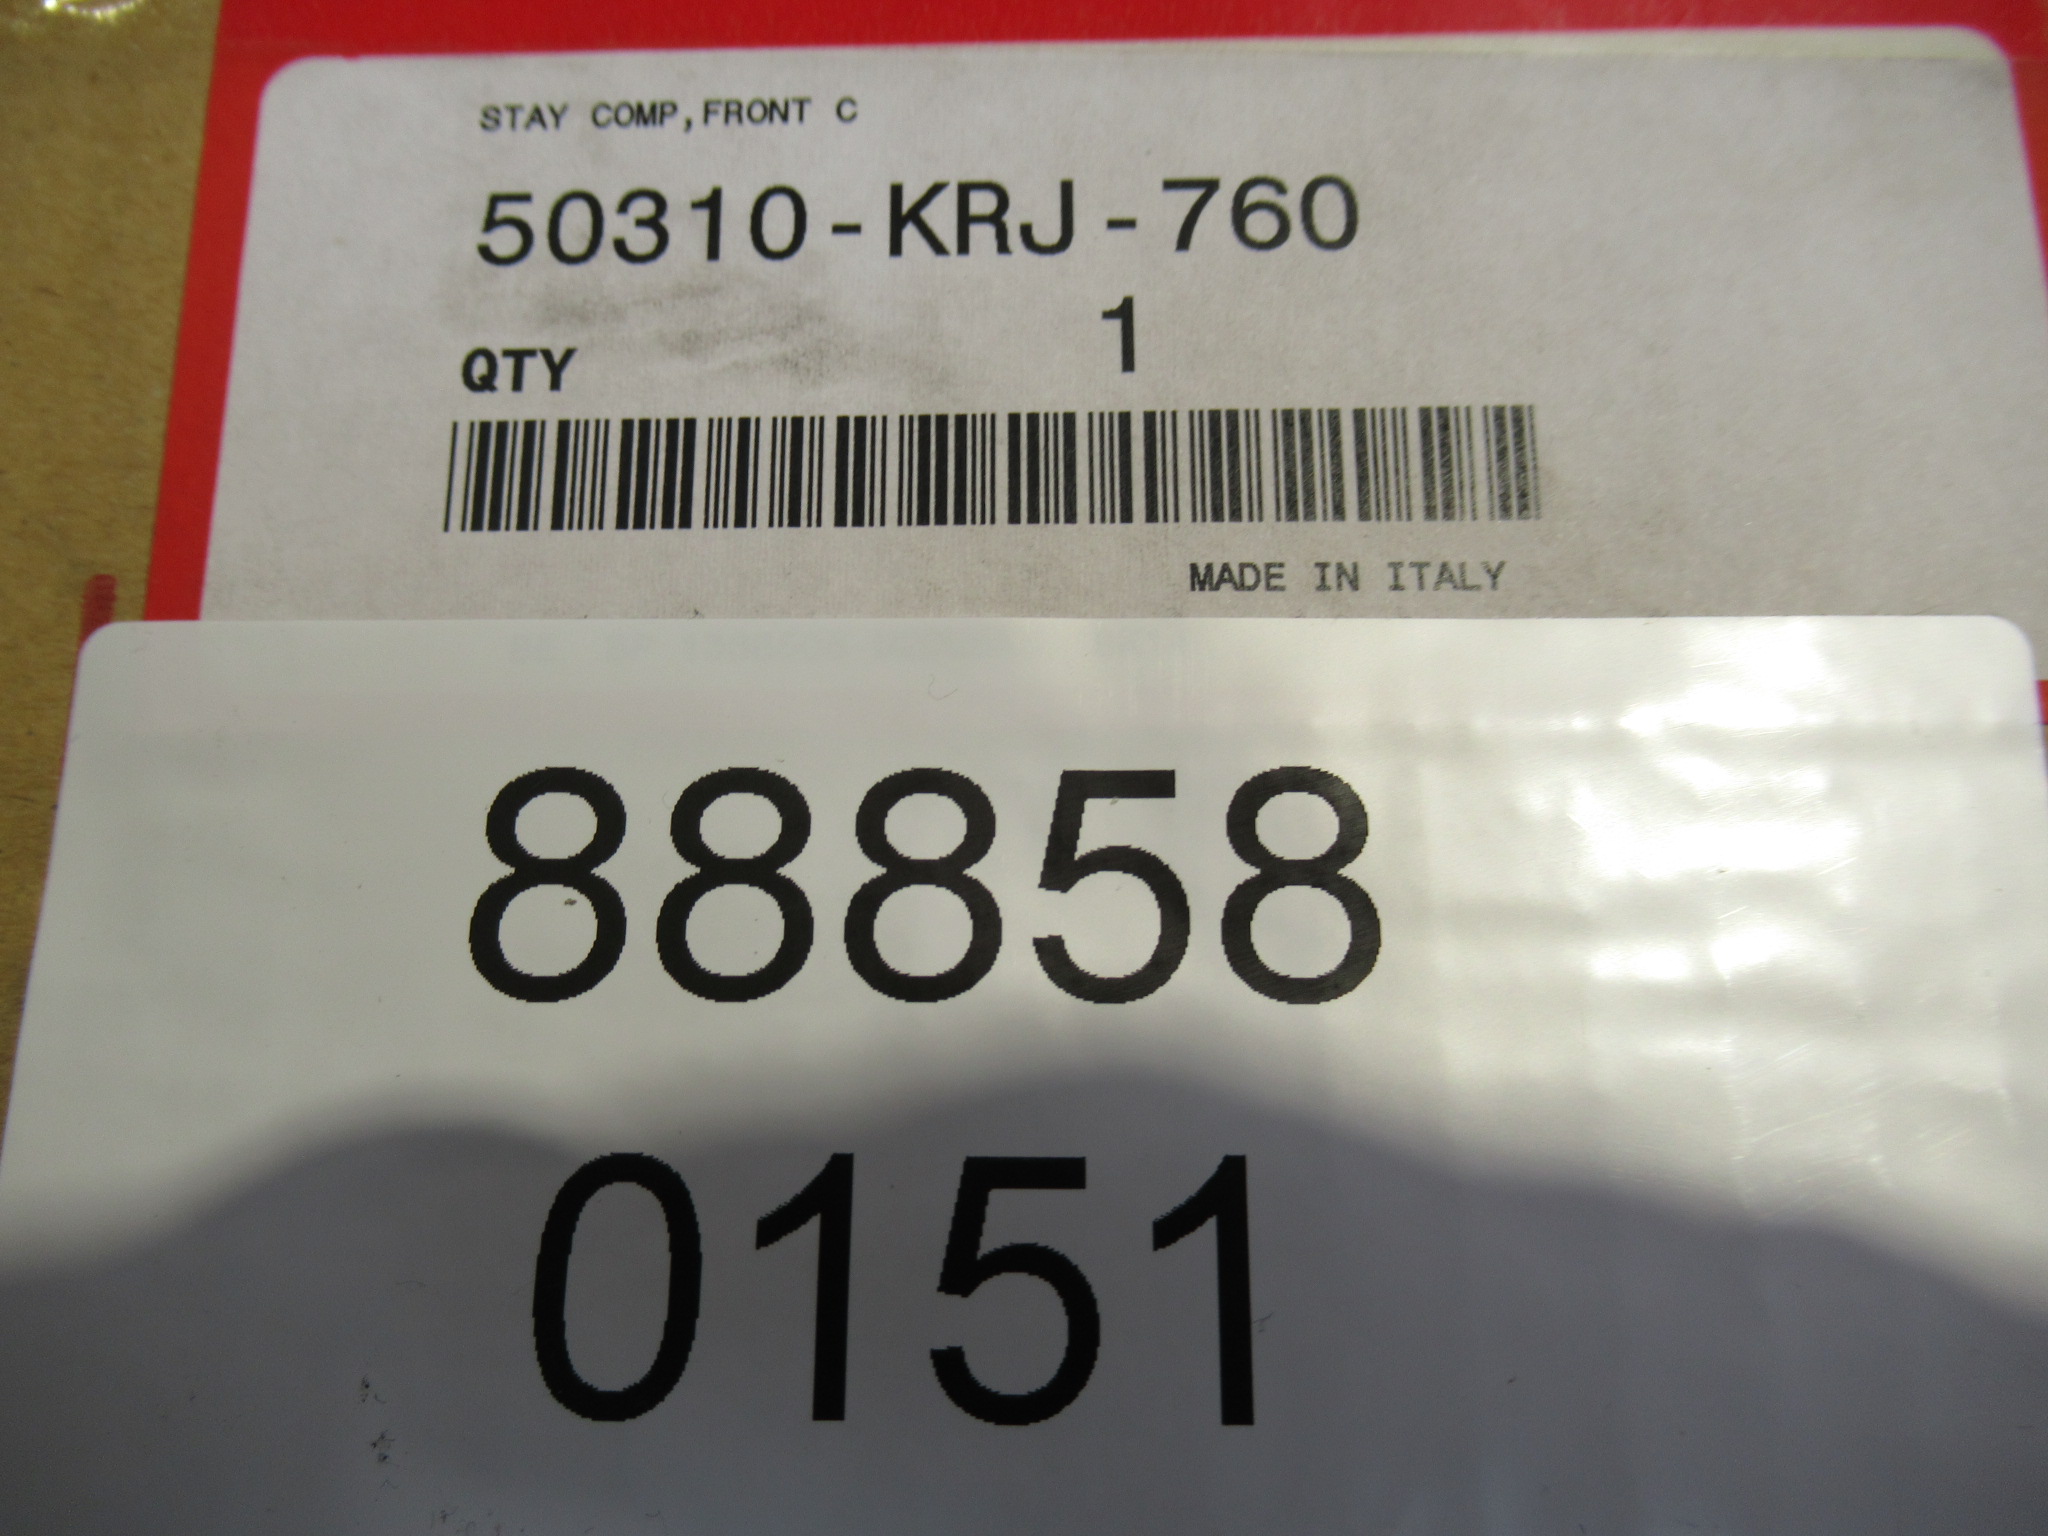 STAY COMP,FRONT C
50310-KRJ-760
QTY 1
MADE IN ITALY
88858
0151